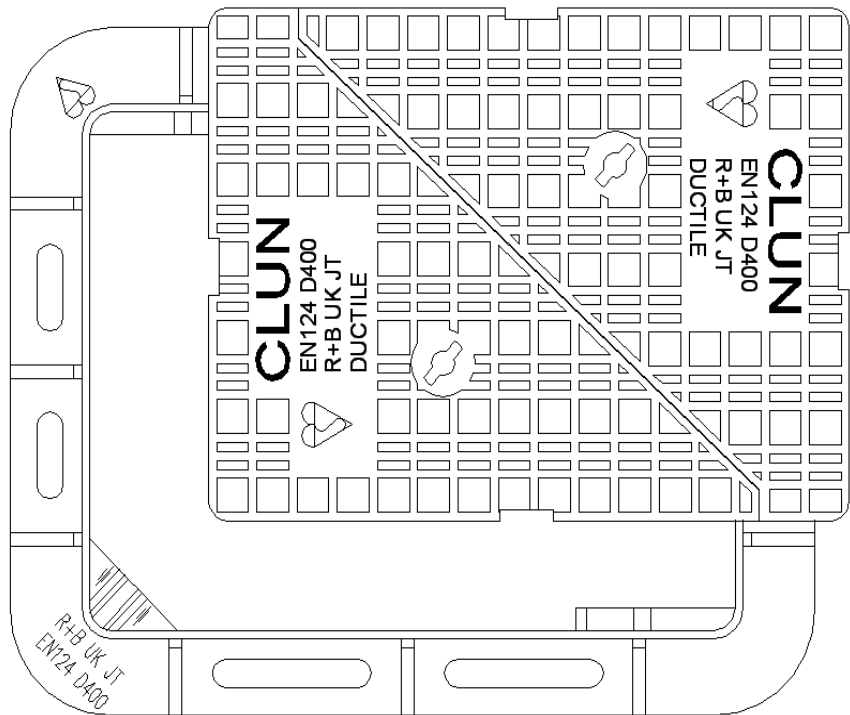 CLUN
EN124 D400
R+B UK JT
DUCTILE
CLUN
EN124 D400
R+B UK JT
DUCTILE
R+B UK JT
EN124 D400